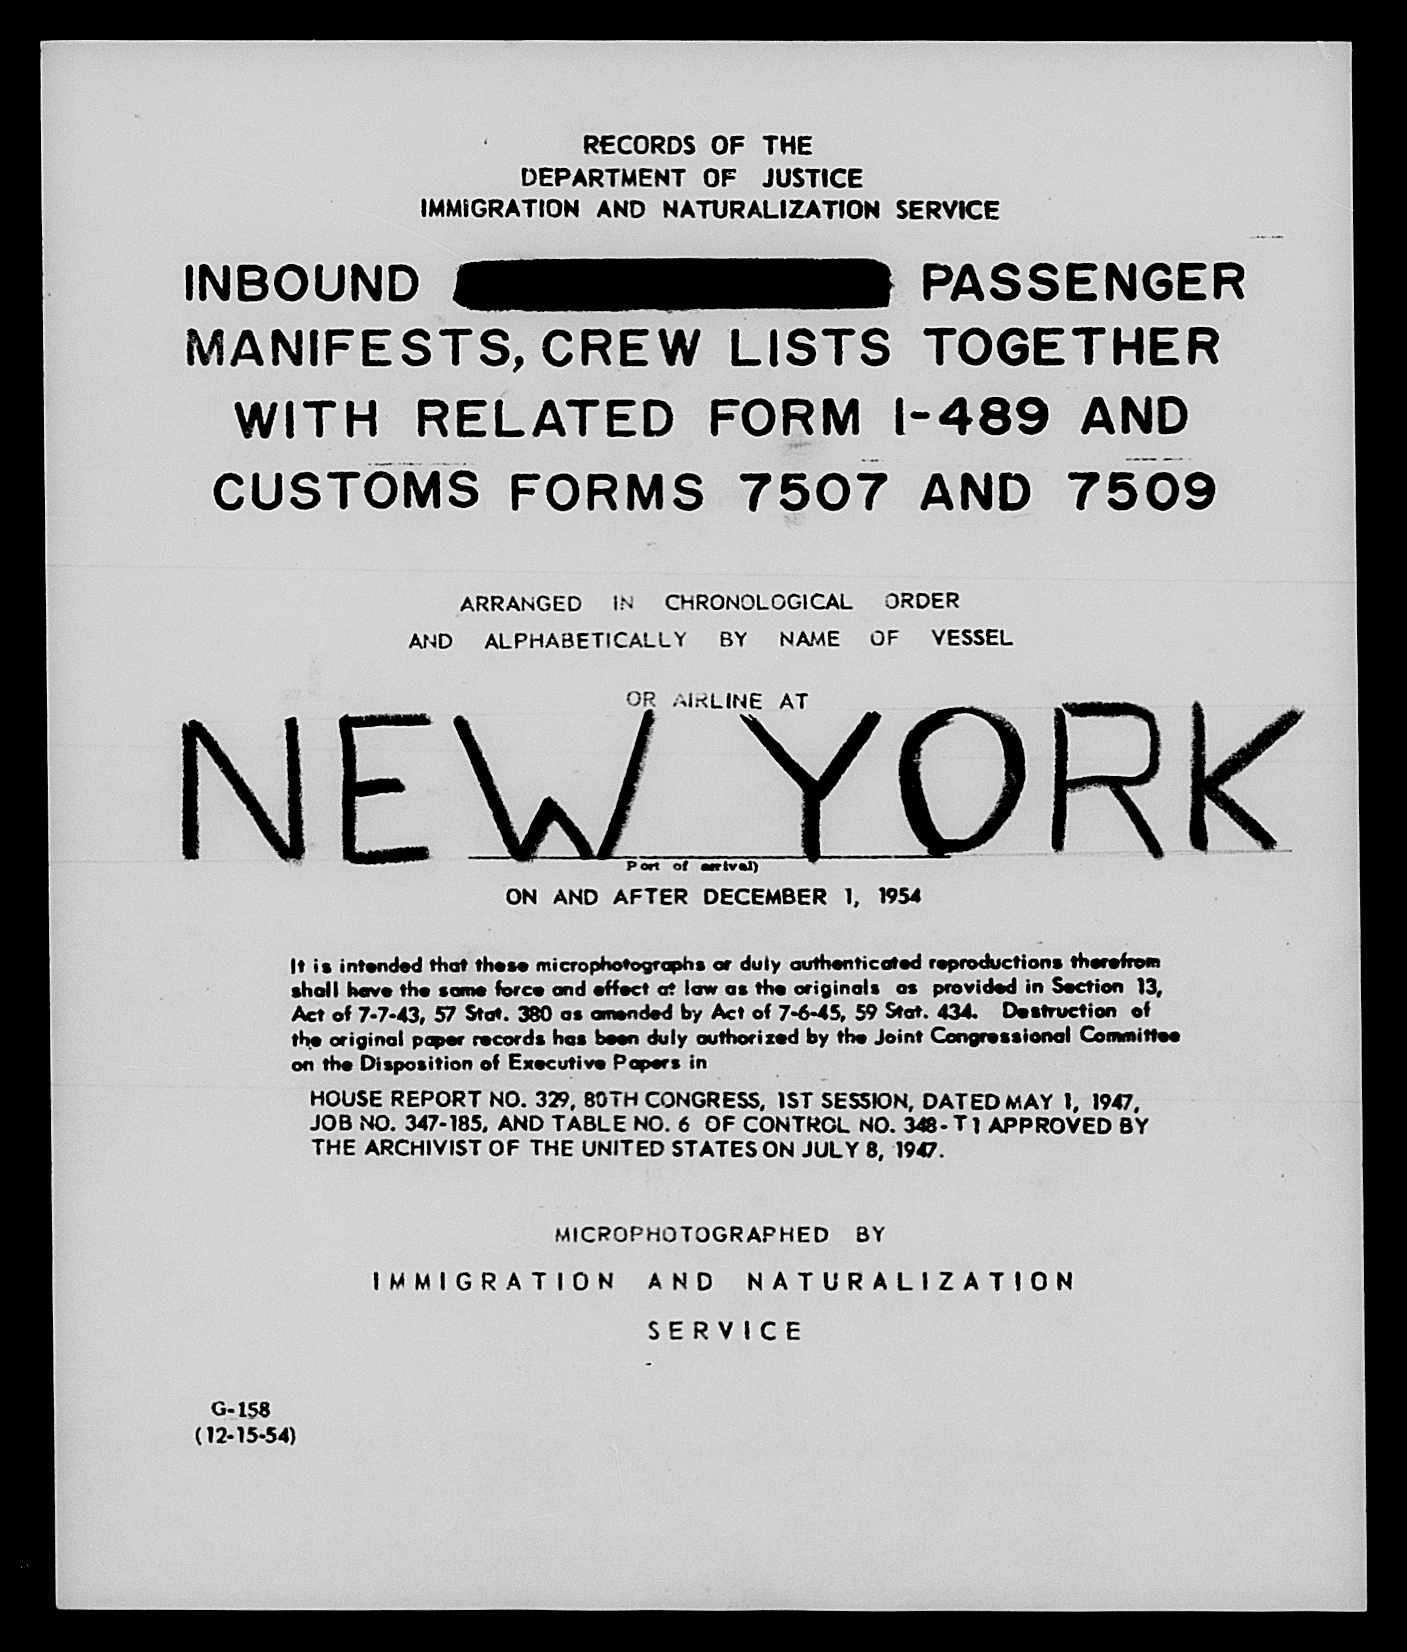 RECORDS OF THE
DEPARTMENT OF JUSTICE
IMMIGRATION AND NATURALIZATION SERVICE
INBOUND PASSENGER
MANIFESTS, CREW LISTS TOGETHER
WITH RELATED FORM I-489 AND
CUSTOMS FORMS 7507 AND 7509
ARRANGED IN CHRONOLOGICAL ORDER
AND ALPHABETICALLY BY NAME OF VESSEL
OR AIRLINE AT
NEW YORK
Port of arrival)
ON AND AFTER DECEMBER 1, 1954
It is intended that these microphotographs or duly authenticated reproductions therefrom
shall have the same force and effect at law as the originals as provided in Section 13,
Act of 7-7-43, 57 Stat. 380 as amended by Act of 7-6-45, 59 Stat. 434. Destruction of
the original paper records has been duly authorized by the Joint Congressional Committee
on the Disposition of Executive Papers in
HOUSE REPORT NO. 329, 80TH CONGRESS, 1ST SESSION, DATED MAY 1, 1947,
JOB NO. 347-185, AND TABLE NO. 6 OF CONTROL NO. 348-T1 APPROVED BY
THE ARCHIVIST OF THE UNITED STATES ON JULY 8, 1947.
MICROPHOTOGRAPHED BY
IMMIGRATION AND NATURALIZATION
SERVICE
G-158
(12-15-54)